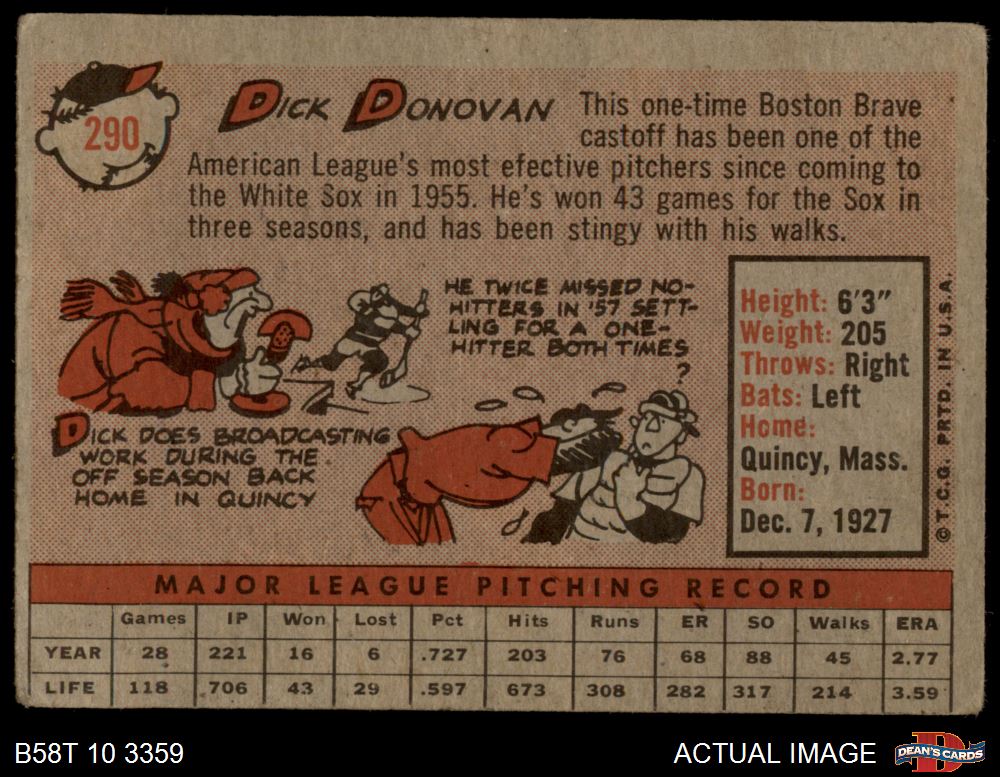 290
DICK DONOVAN
This one-time Boston Brave
castoff has been one of the
American League's most efective pitchers since coming to
the White Sox in 1955. He's won 43 games for the Sox in
three seasons, and has been stingy with his walks.
HE TWICE MISSED NO-
HITTERS IN '57 SETT-
LING FOR A ONE-
HITTER BOTH TIMES
?
DICK DOES BROADCASTING
WORK DURING THE
OFF SEASON BACK
HOME IN QUINCY
Height: 6'3"
Weight: 205
Throws: Right
Bats: Left
Home:
Quincy, Mass.
Born:
Dec. 7, 1927
© T.C.G. PRTD. IN U.S.A.
MAJOR LEAGUE PITCHING RECORD
Games IP Won Lost Pct Hits Runs ER SO Walks ERA
YEAR 28 221 16 6 .727 203 76 68 88 45 2.77
LIFE 118 706 43 29 .597 673 308 282 317 214 3.59
B58T 10 3359
ACTUAL IMAGE
D
DEAN'S CARDS